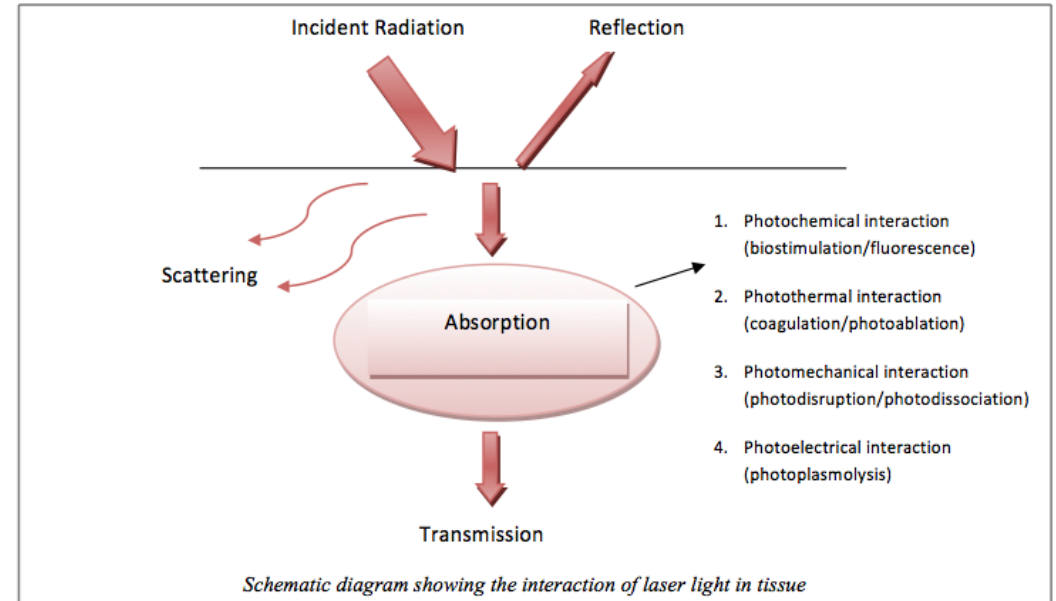 Incident Radiation
Reflection
Scattering
Absorption
1. Photochemical interaction
(biostimulation/fluorescence)
2. Photothermal interaction
(coagulation/photoablation)
3. Photomechanical interaction
(photodisruption/photodissociation)
4. Photoelectrical interaction
(photoplasmolysis)
Transmission
Schematic diagram showing the interaction of laser light in tissue